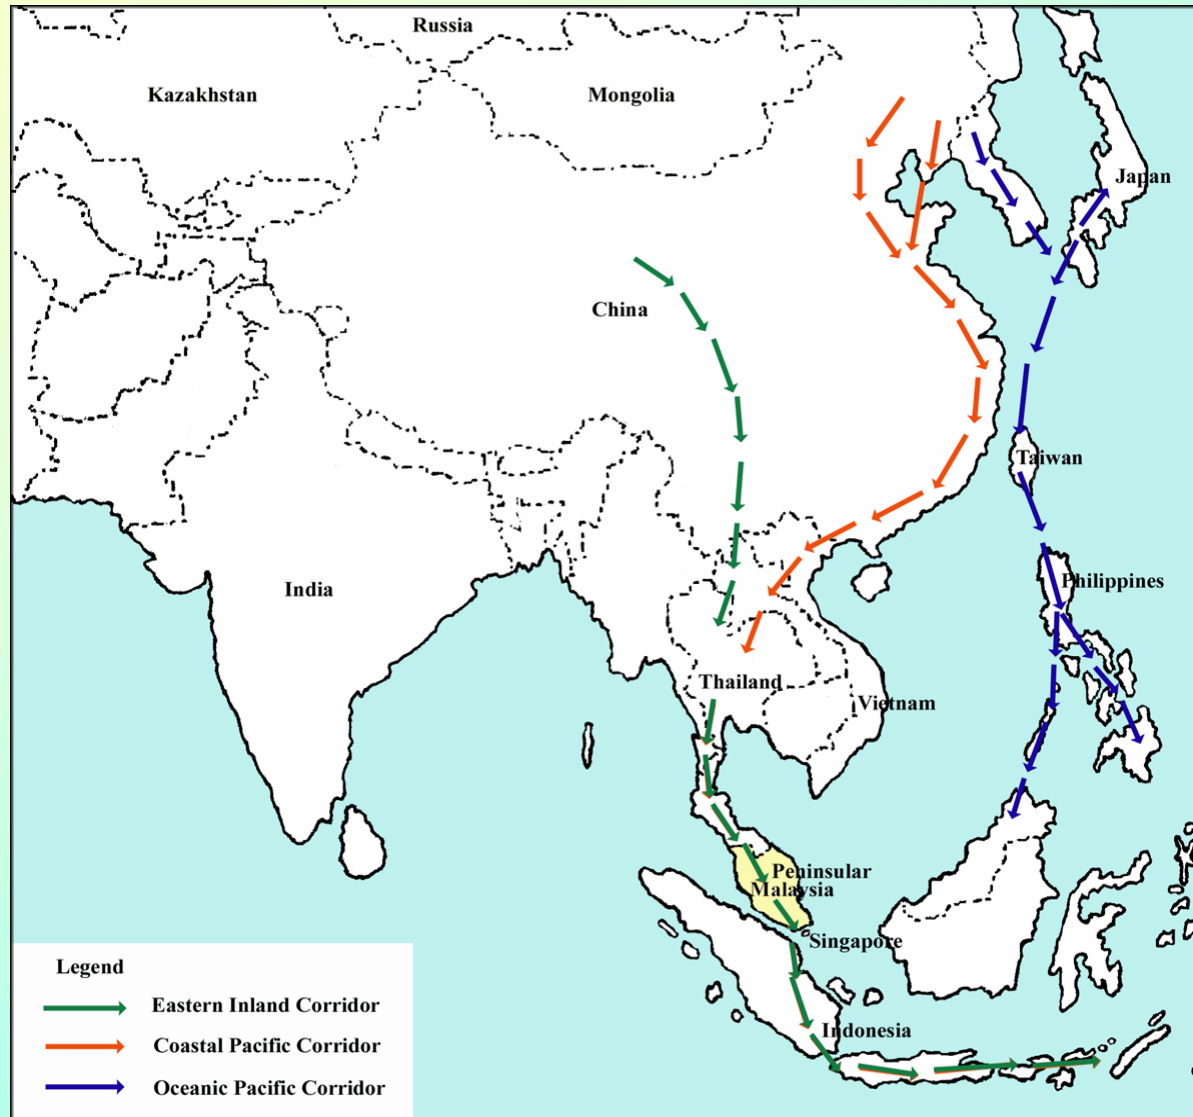 Russia
Kazakhstan
Mongolia
Japan
China
Taiwan
India
Philippines
Thailand
Vietnam
Peninsular
Malaysia
Singapore
Indonesia
Legend
Eastern Inland Corridor
Coastal Pacific Corridor
Oceanic Pacific Corridor